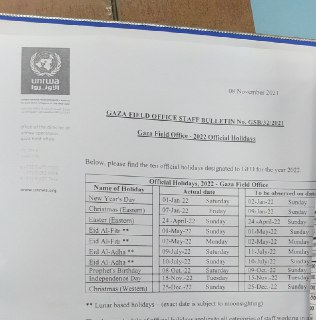 unrwa
الأونروا
08 November 2021
GAZA FIELD OFFICE STAFF BULLETIN No. GSB/32/2021
Gaza Field Office - 2022 Official Holidays
Below, please find the ten official holidays designated to GFO for the year 2022.
Official Holidays, 2022 - Gaza Field Office
Name of Holiday Actual date To be observed on date
New Year's Day 01-Jan-22 Saturday 02-Jan-22 Sunday
Christmas (Eastern) 07-Jan-22 Friday 09-Jan-22 Sunday
Easter (Eastern) 24-April-22 Sunday 24-April-22 Sunday
Eid Al-Fitr ** 01-May-22 Sunday 01-May-22 Sunday
Eid Al-Fitr ** 02-May-22 Monday 02-May-22 Monday
Eid Al-Adha ** 09-July-22 Saturday 11-July-22
Eid Al-Adha ** 10-July-22 Sunday 10-July-22 Sunday
Prophet's Birthday 08-Oct-22 Saturday 09-Oct-22 Sunday
Independence Day 15-Nov-22 Tuesday 15-Nov-22 Tuesday
Christmas (Western) 25-Dec-22 Sunday 25-Dec-22 Sunday
** Lunar based holidays - (exact date is subject to moonsighting)
www.unrwa.org